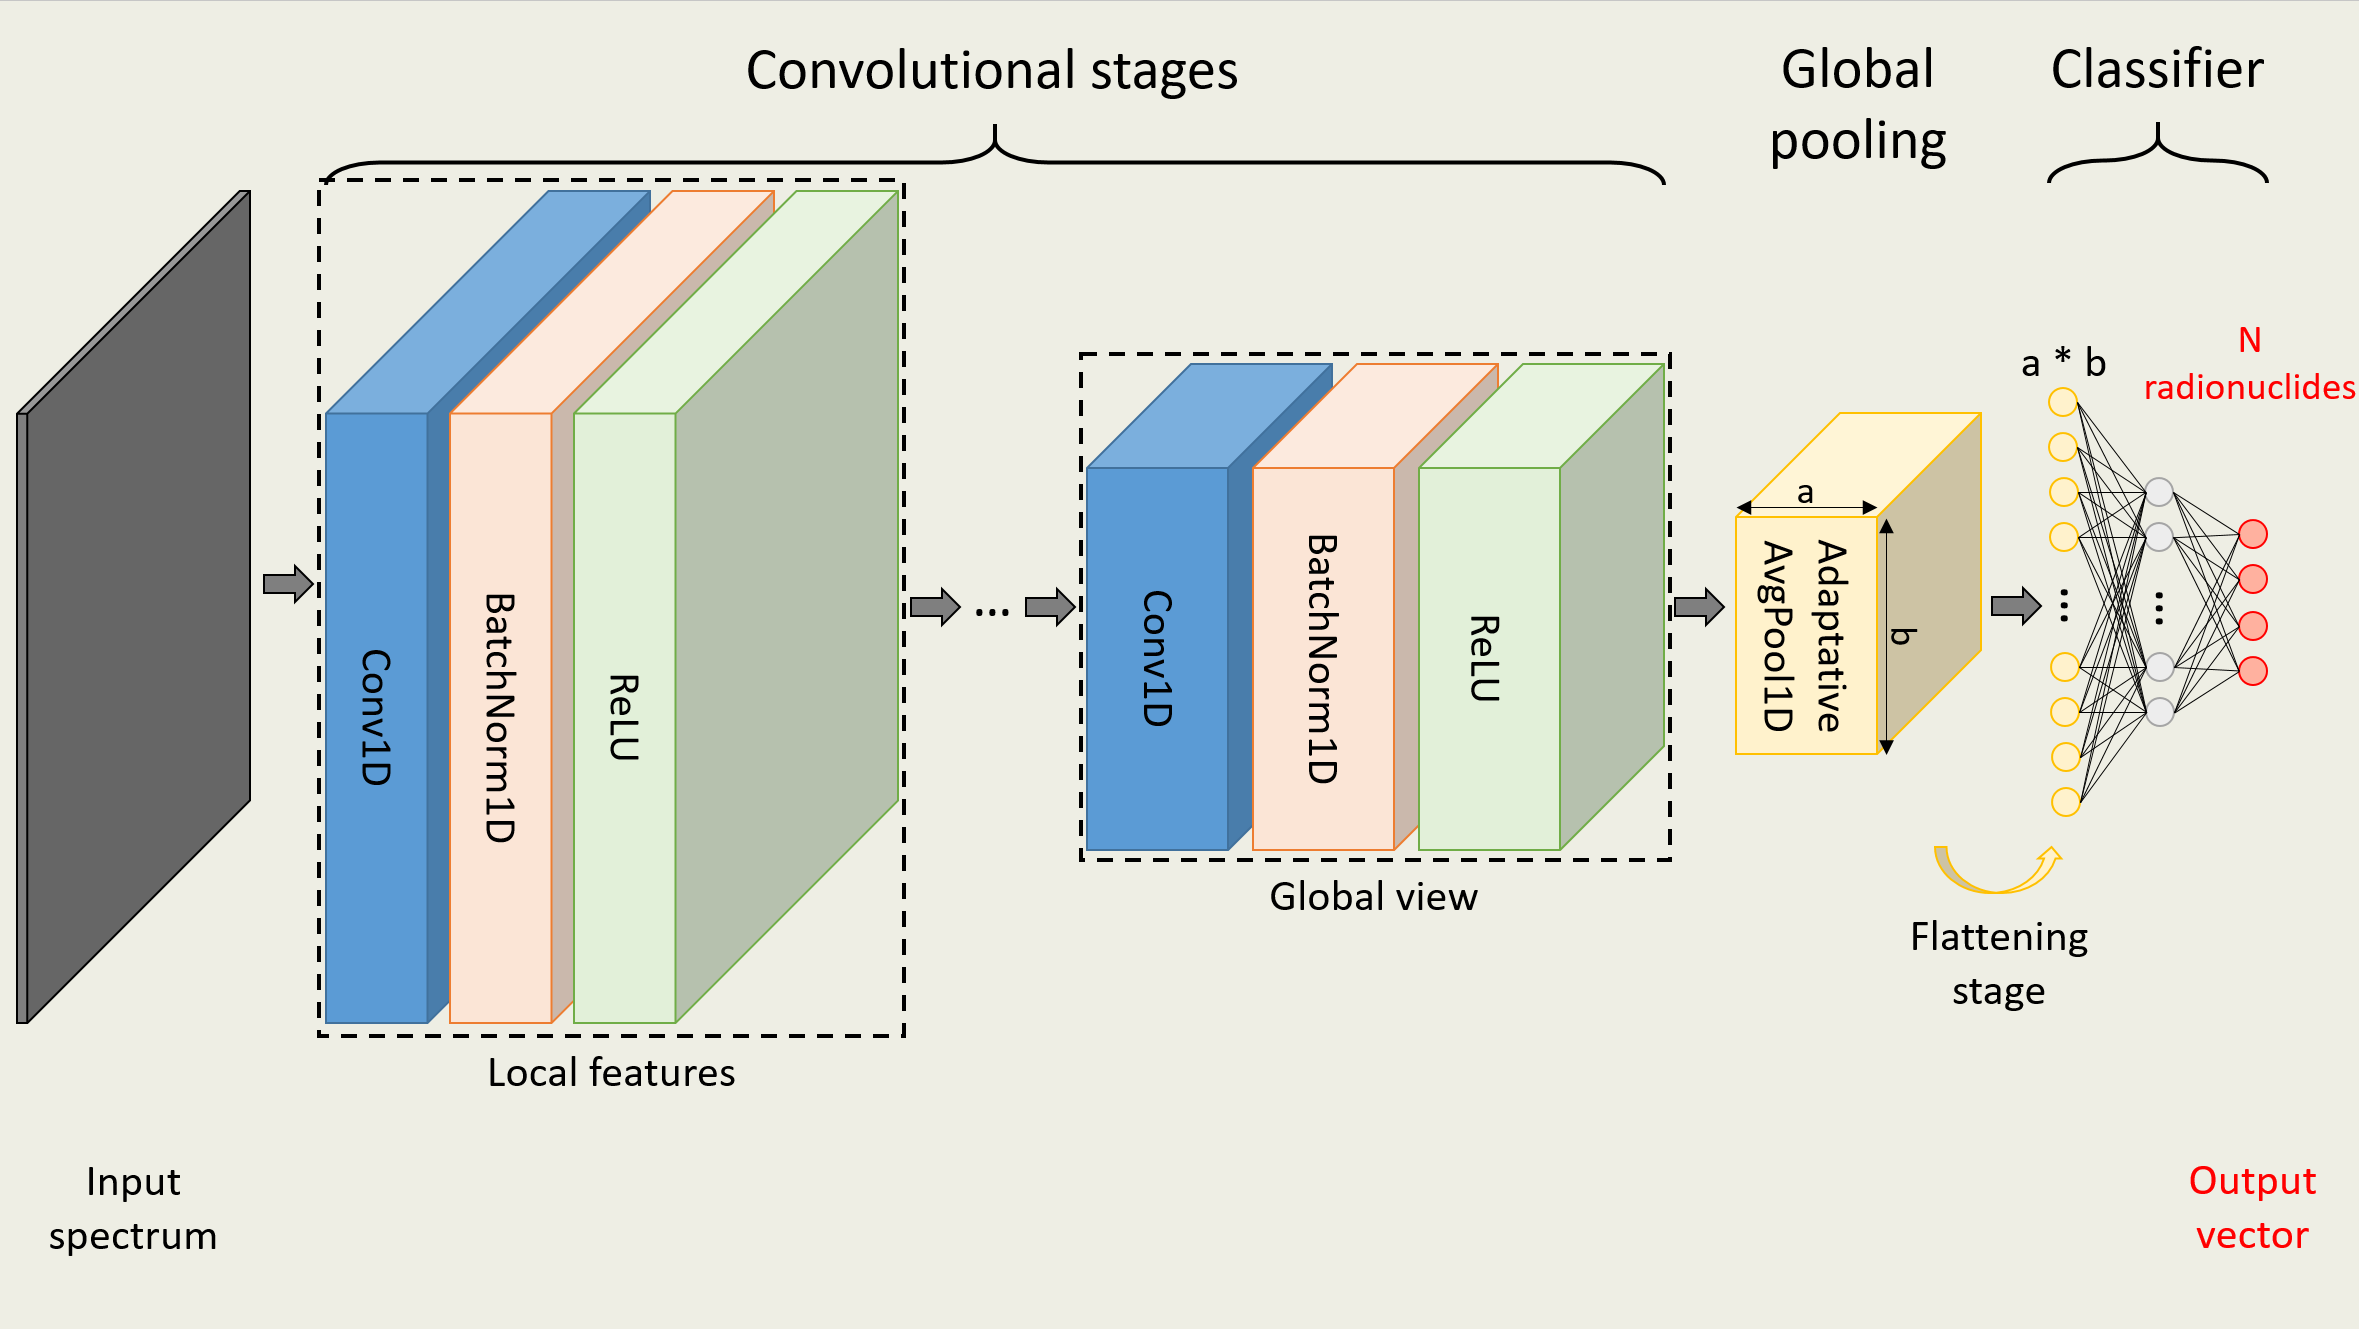 Convolutional stages
Global
pooling
Classifier
Conv1D
BatchNorm1D
ReLU
...
Conv1D
BatchNorm1D
ReLU
a
b
Adaptative
AvgPool1D
a * b
N
radionuclides
...
...
Local features
Global view
Flattening
stage
Input
spectrum
Output
vector